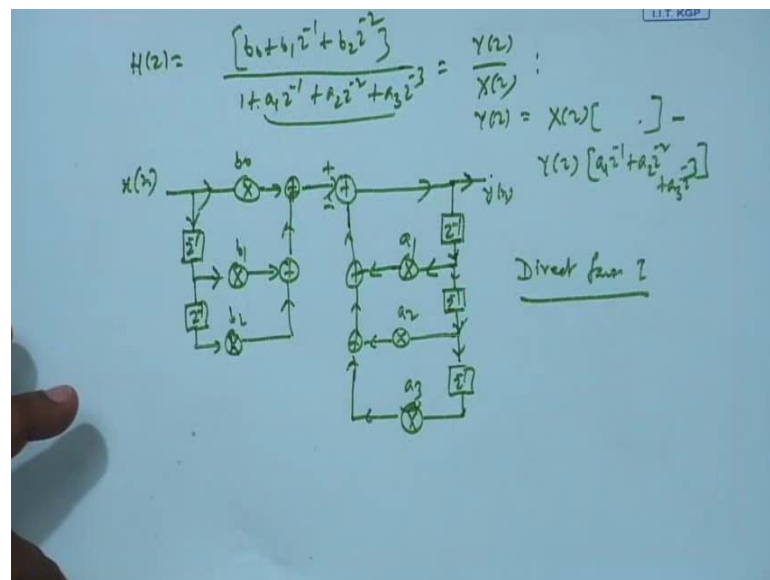 I.I.T. KGP
H(z) = [b₀ + b₁z⁻¹ + b₂z⁻²] / 1 + a₁z⁻¹ + a₂z⁻² + a₃z⁻³ = Y(z) / X(z) :
Y(z) = X(z) [ . ] −
Y(z) [a₁z⁻¹ + a₂z⁻²
+ a₃z⁻³]
x(n) b₀ × + + − + y(n)
z⁻¹ z⁻¹
b₁ × + + × a₁
Direct form I
z⁻¹ z⁻¹
b₂ × + × a₂
z⁻¹
a₃ ×